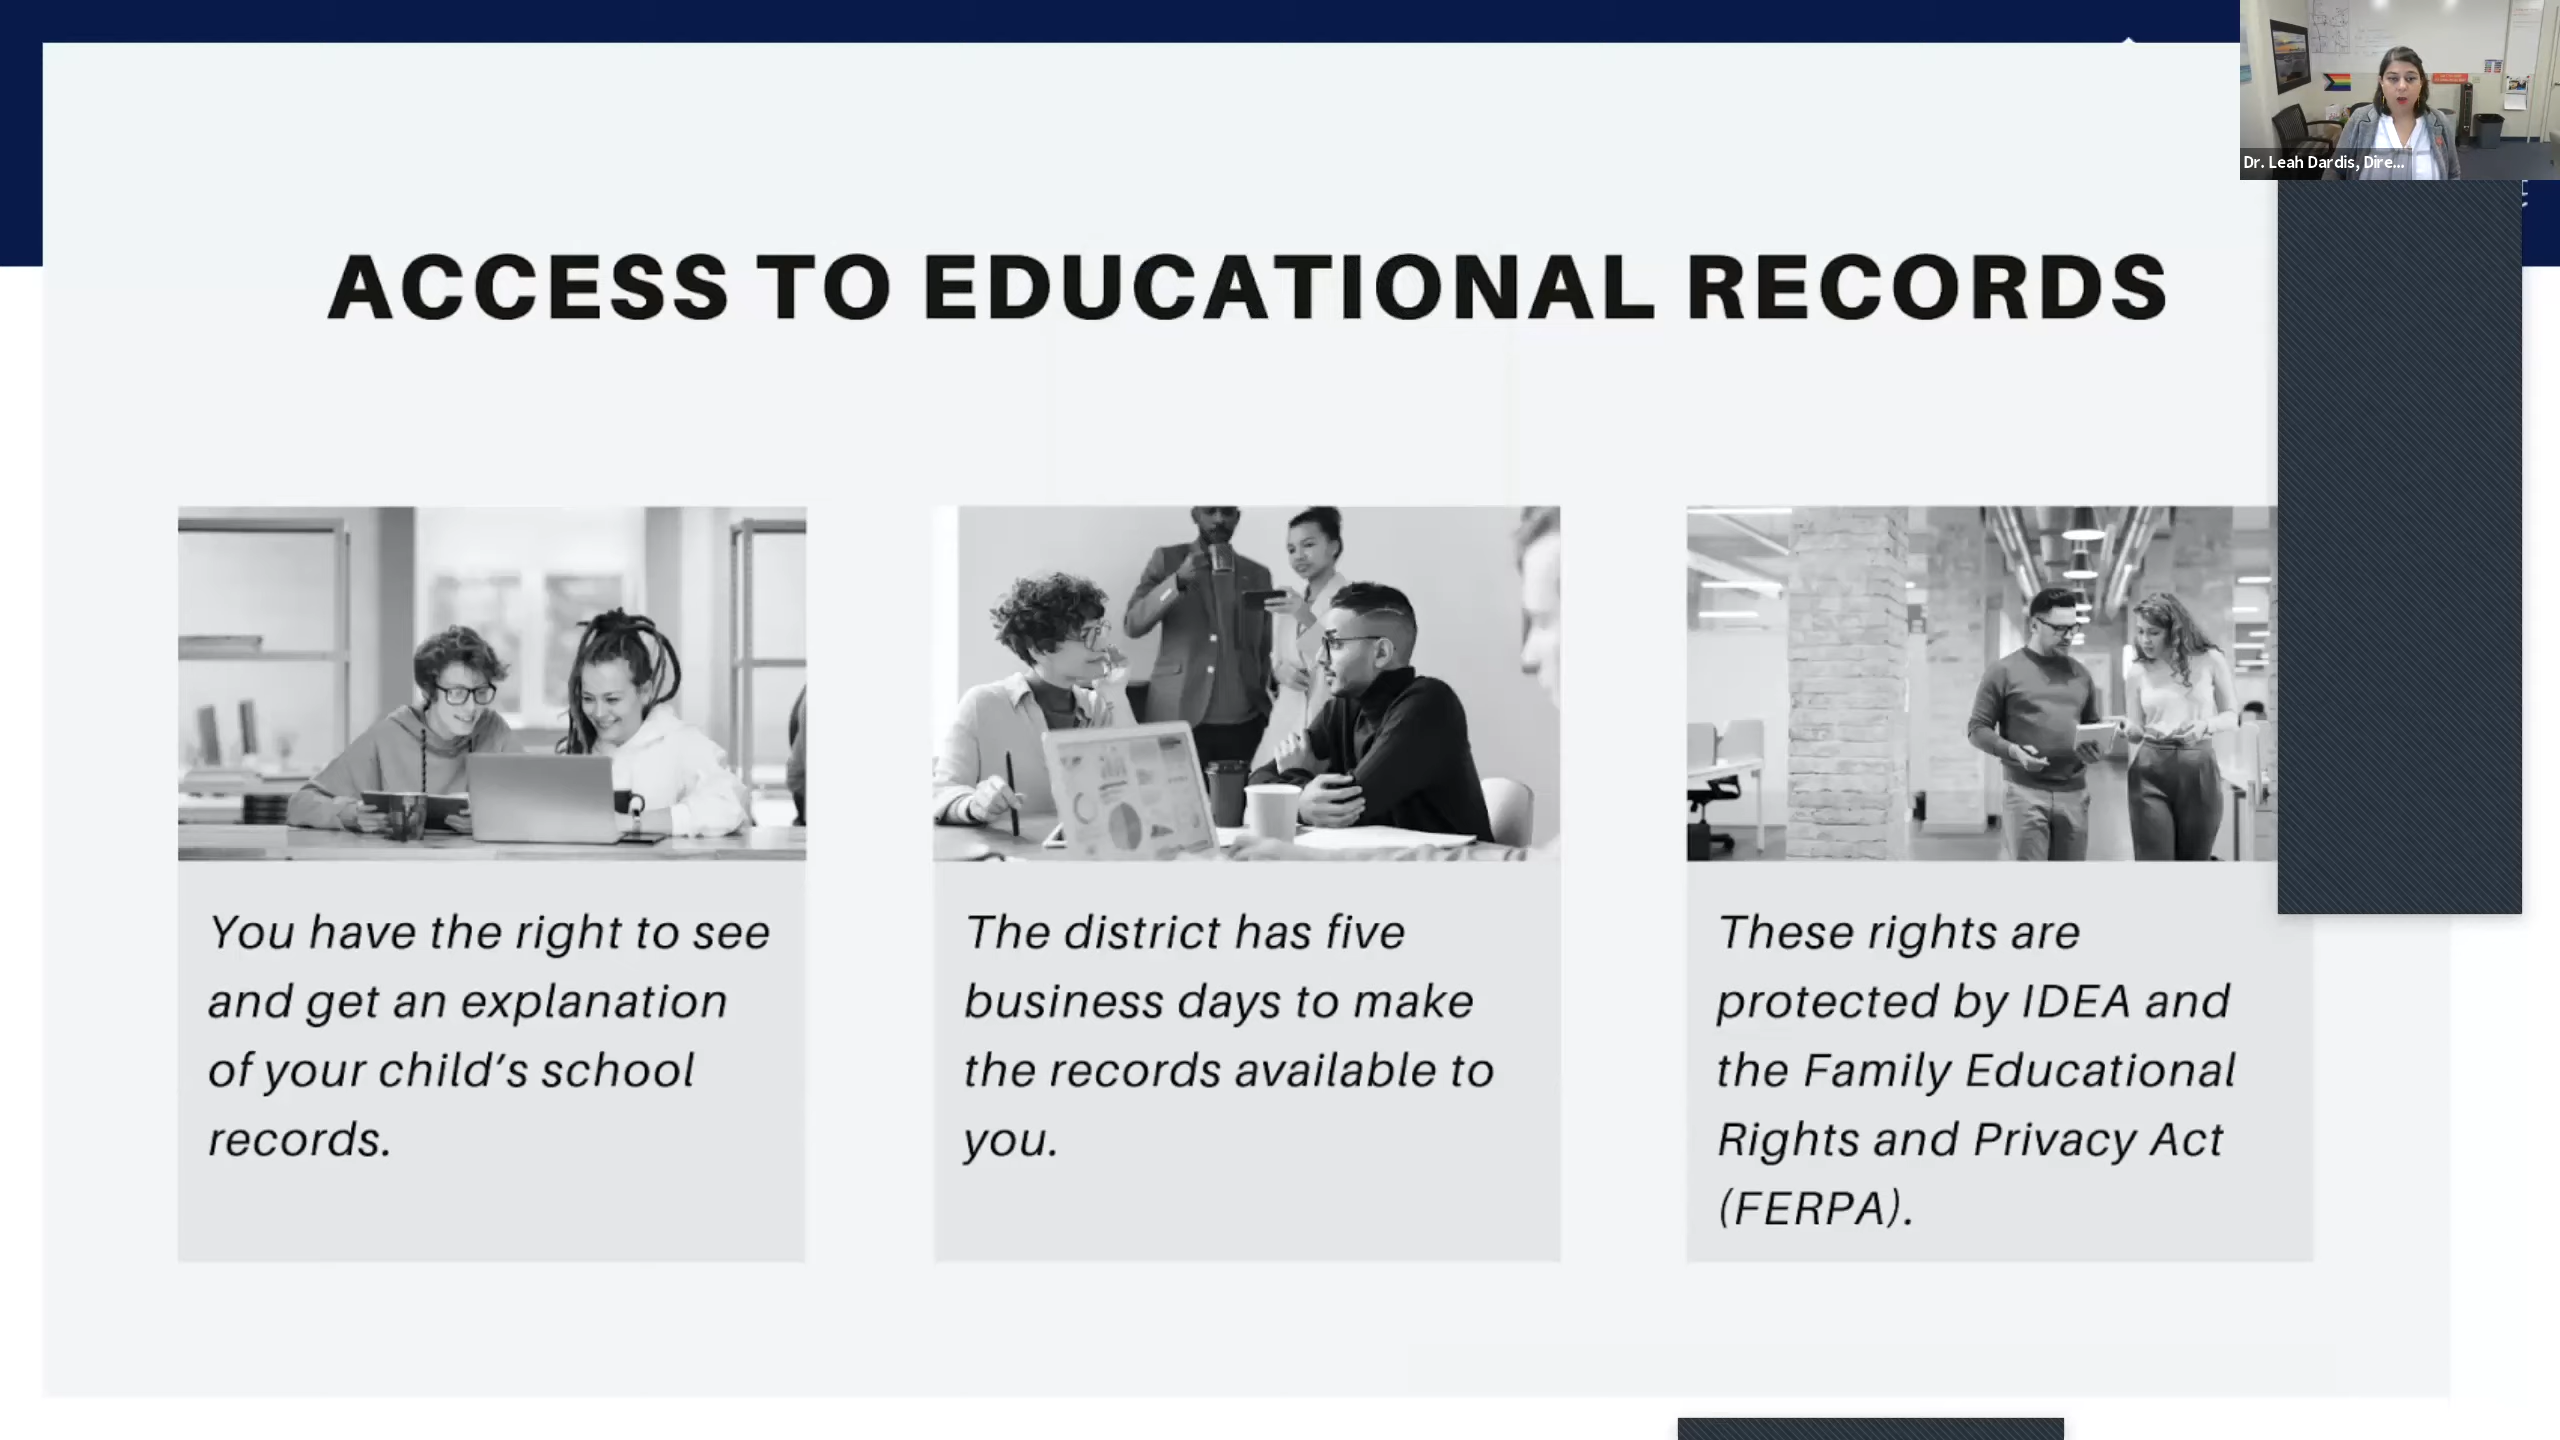 Dr. Leah Dardis, Dire...
ACCESS TO EDUCATIONAL RECORDS
You have the right to see
and get an explanation
of your child’s school
records.
The district has five
business days to make
the records available to
you.
These rights are
protected by IDEA and
the Family Educational
Rights and Privacy Act
(FERPA).